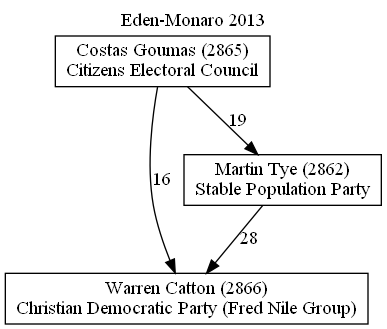 Eden-Monaro 2013
Costas Goumas (2865)
Citizens Electoral Council
19
Martin Tye (2862)
Stable Population Party
16
28
Warren Catton (2866)
Christian Democratic Party (Fred Nile Group)